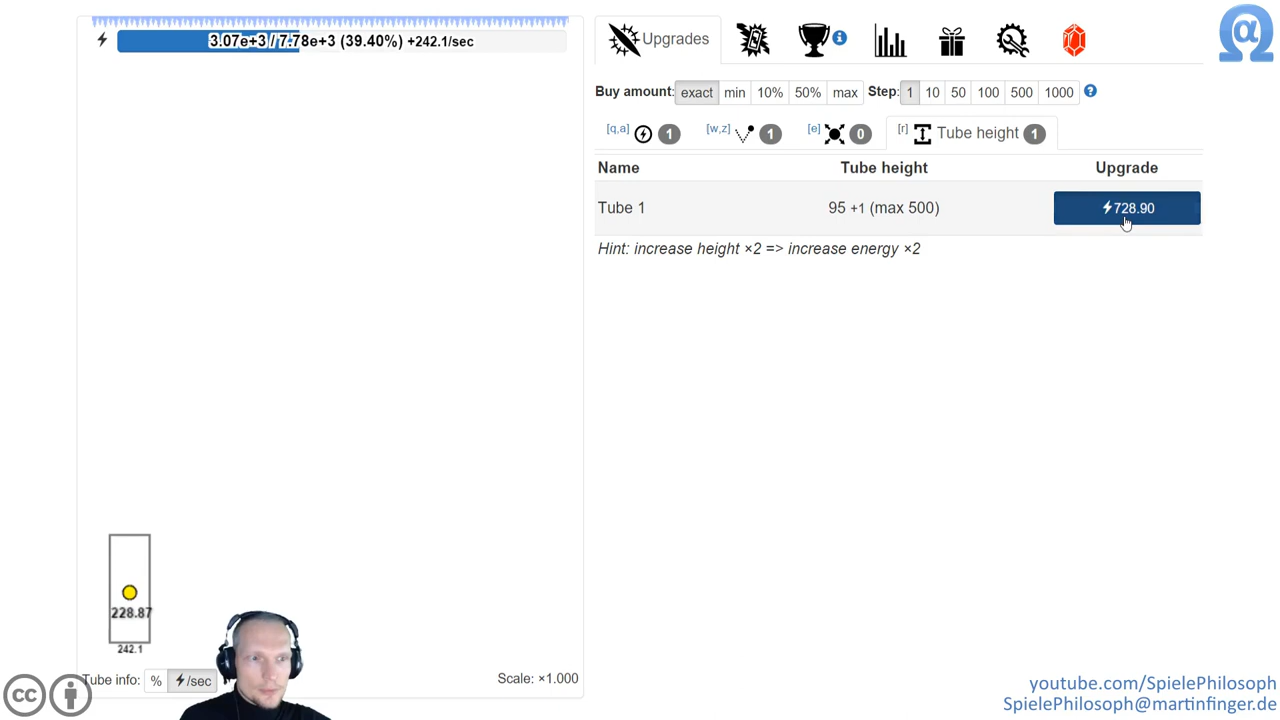 3.07e+3 / 7.78e+3 (39.40%) +242.1/sec
Upgrades
Buy amount: exact min 10% 50% max Step: 1 10 50 100 500 1000
[q,a] 1 [w,z] 1 [e] 0 [r] Tube height 1
Name Tube height Upgrade
Tube 1 95 +1 (max 500) 728.90
Hint: increase height ×2 => increase energy ×2
228.87
242.1
Tube info: % /sec
Scale: ×1.000
cc
youtube.com/SpielePhilosoph
SpielePhilosoph@martinfinger.de